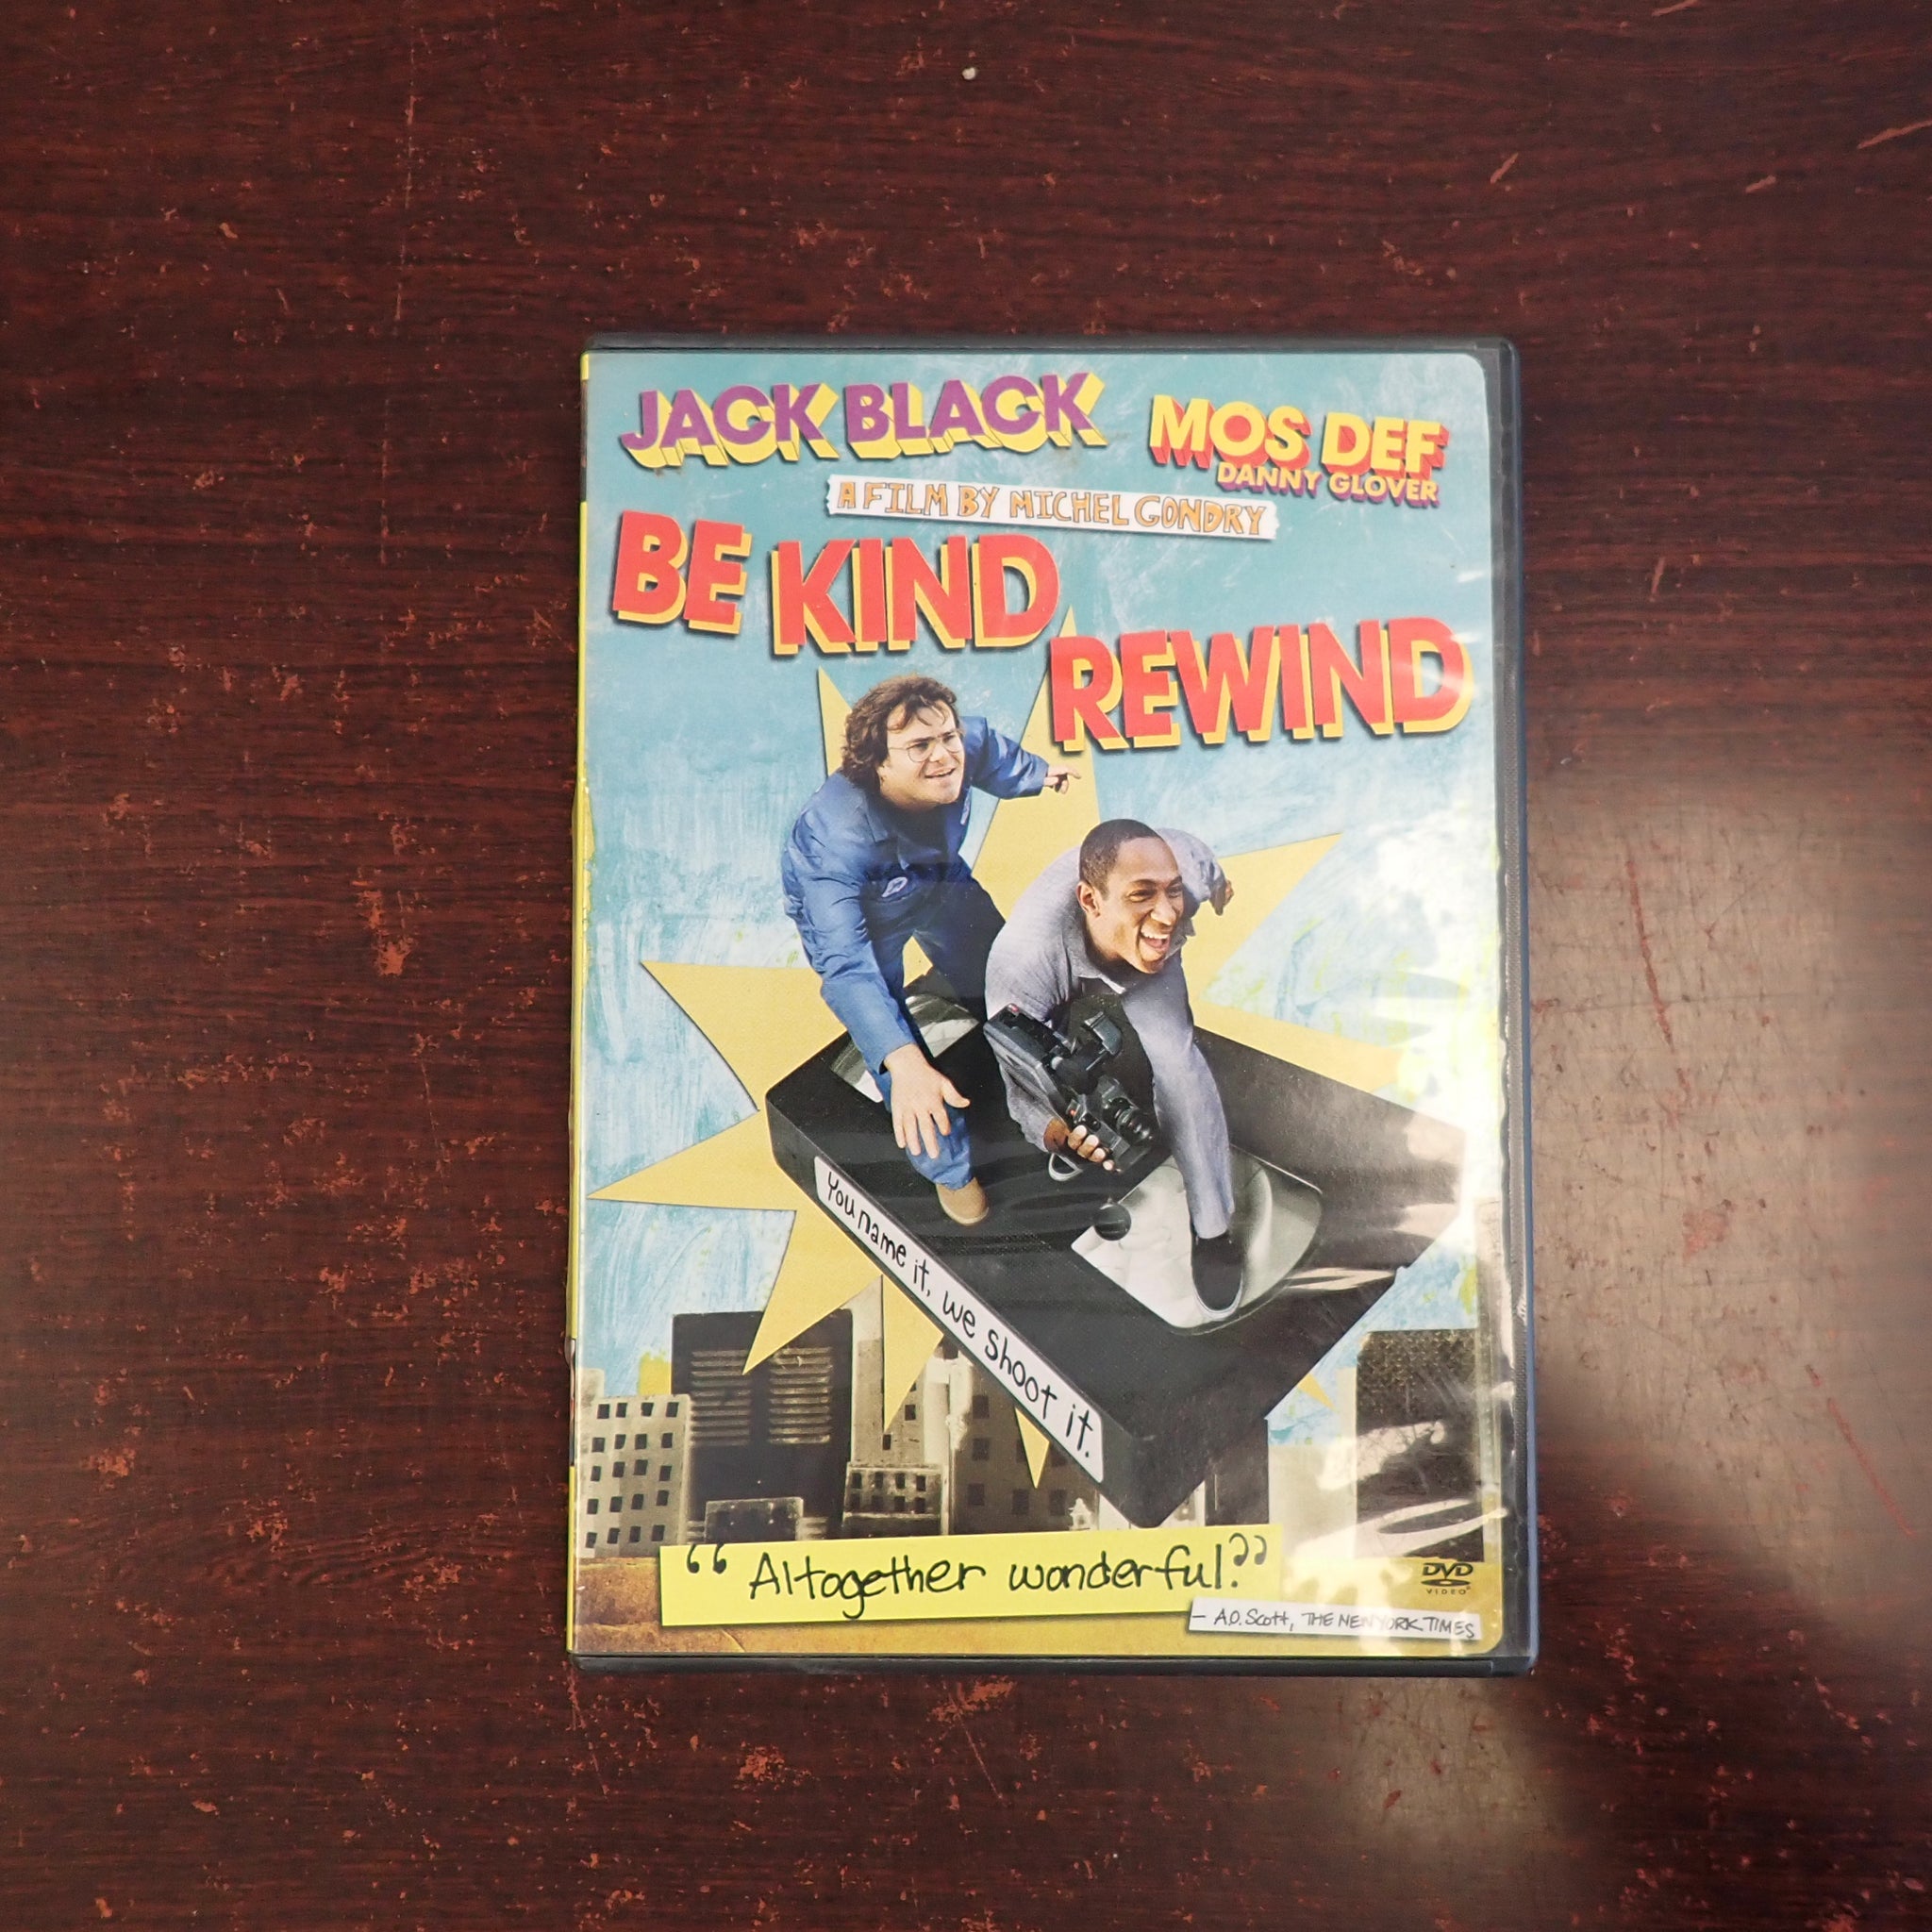 JACK BLACK
MOS DEF
DANNY GLOVER
A FILM BY MICHEL GONDRY
BE KIND
REWIND
You name it, we shoot it.
“Altogether wonderful!”
DVD
VIDEO
– A.O. Scott, THE NEW YORK TIMES